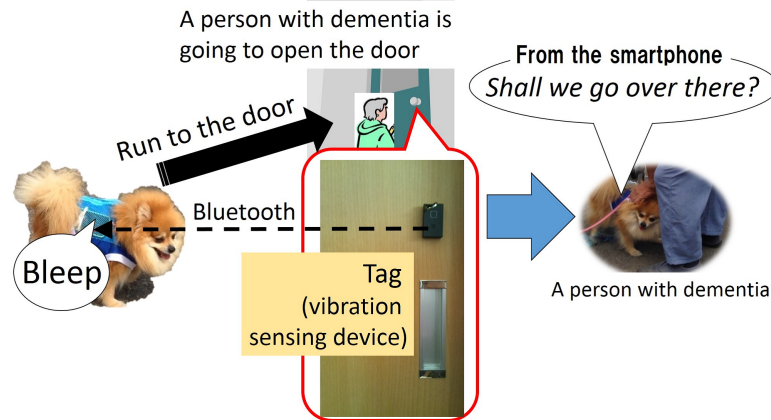 A person with dementia is
going to open the door
From the smartphone
Shall we go over there?
Run to the door
Bluetooth
Bleep
Tag
(vibration
sensing device)
A person with dementia